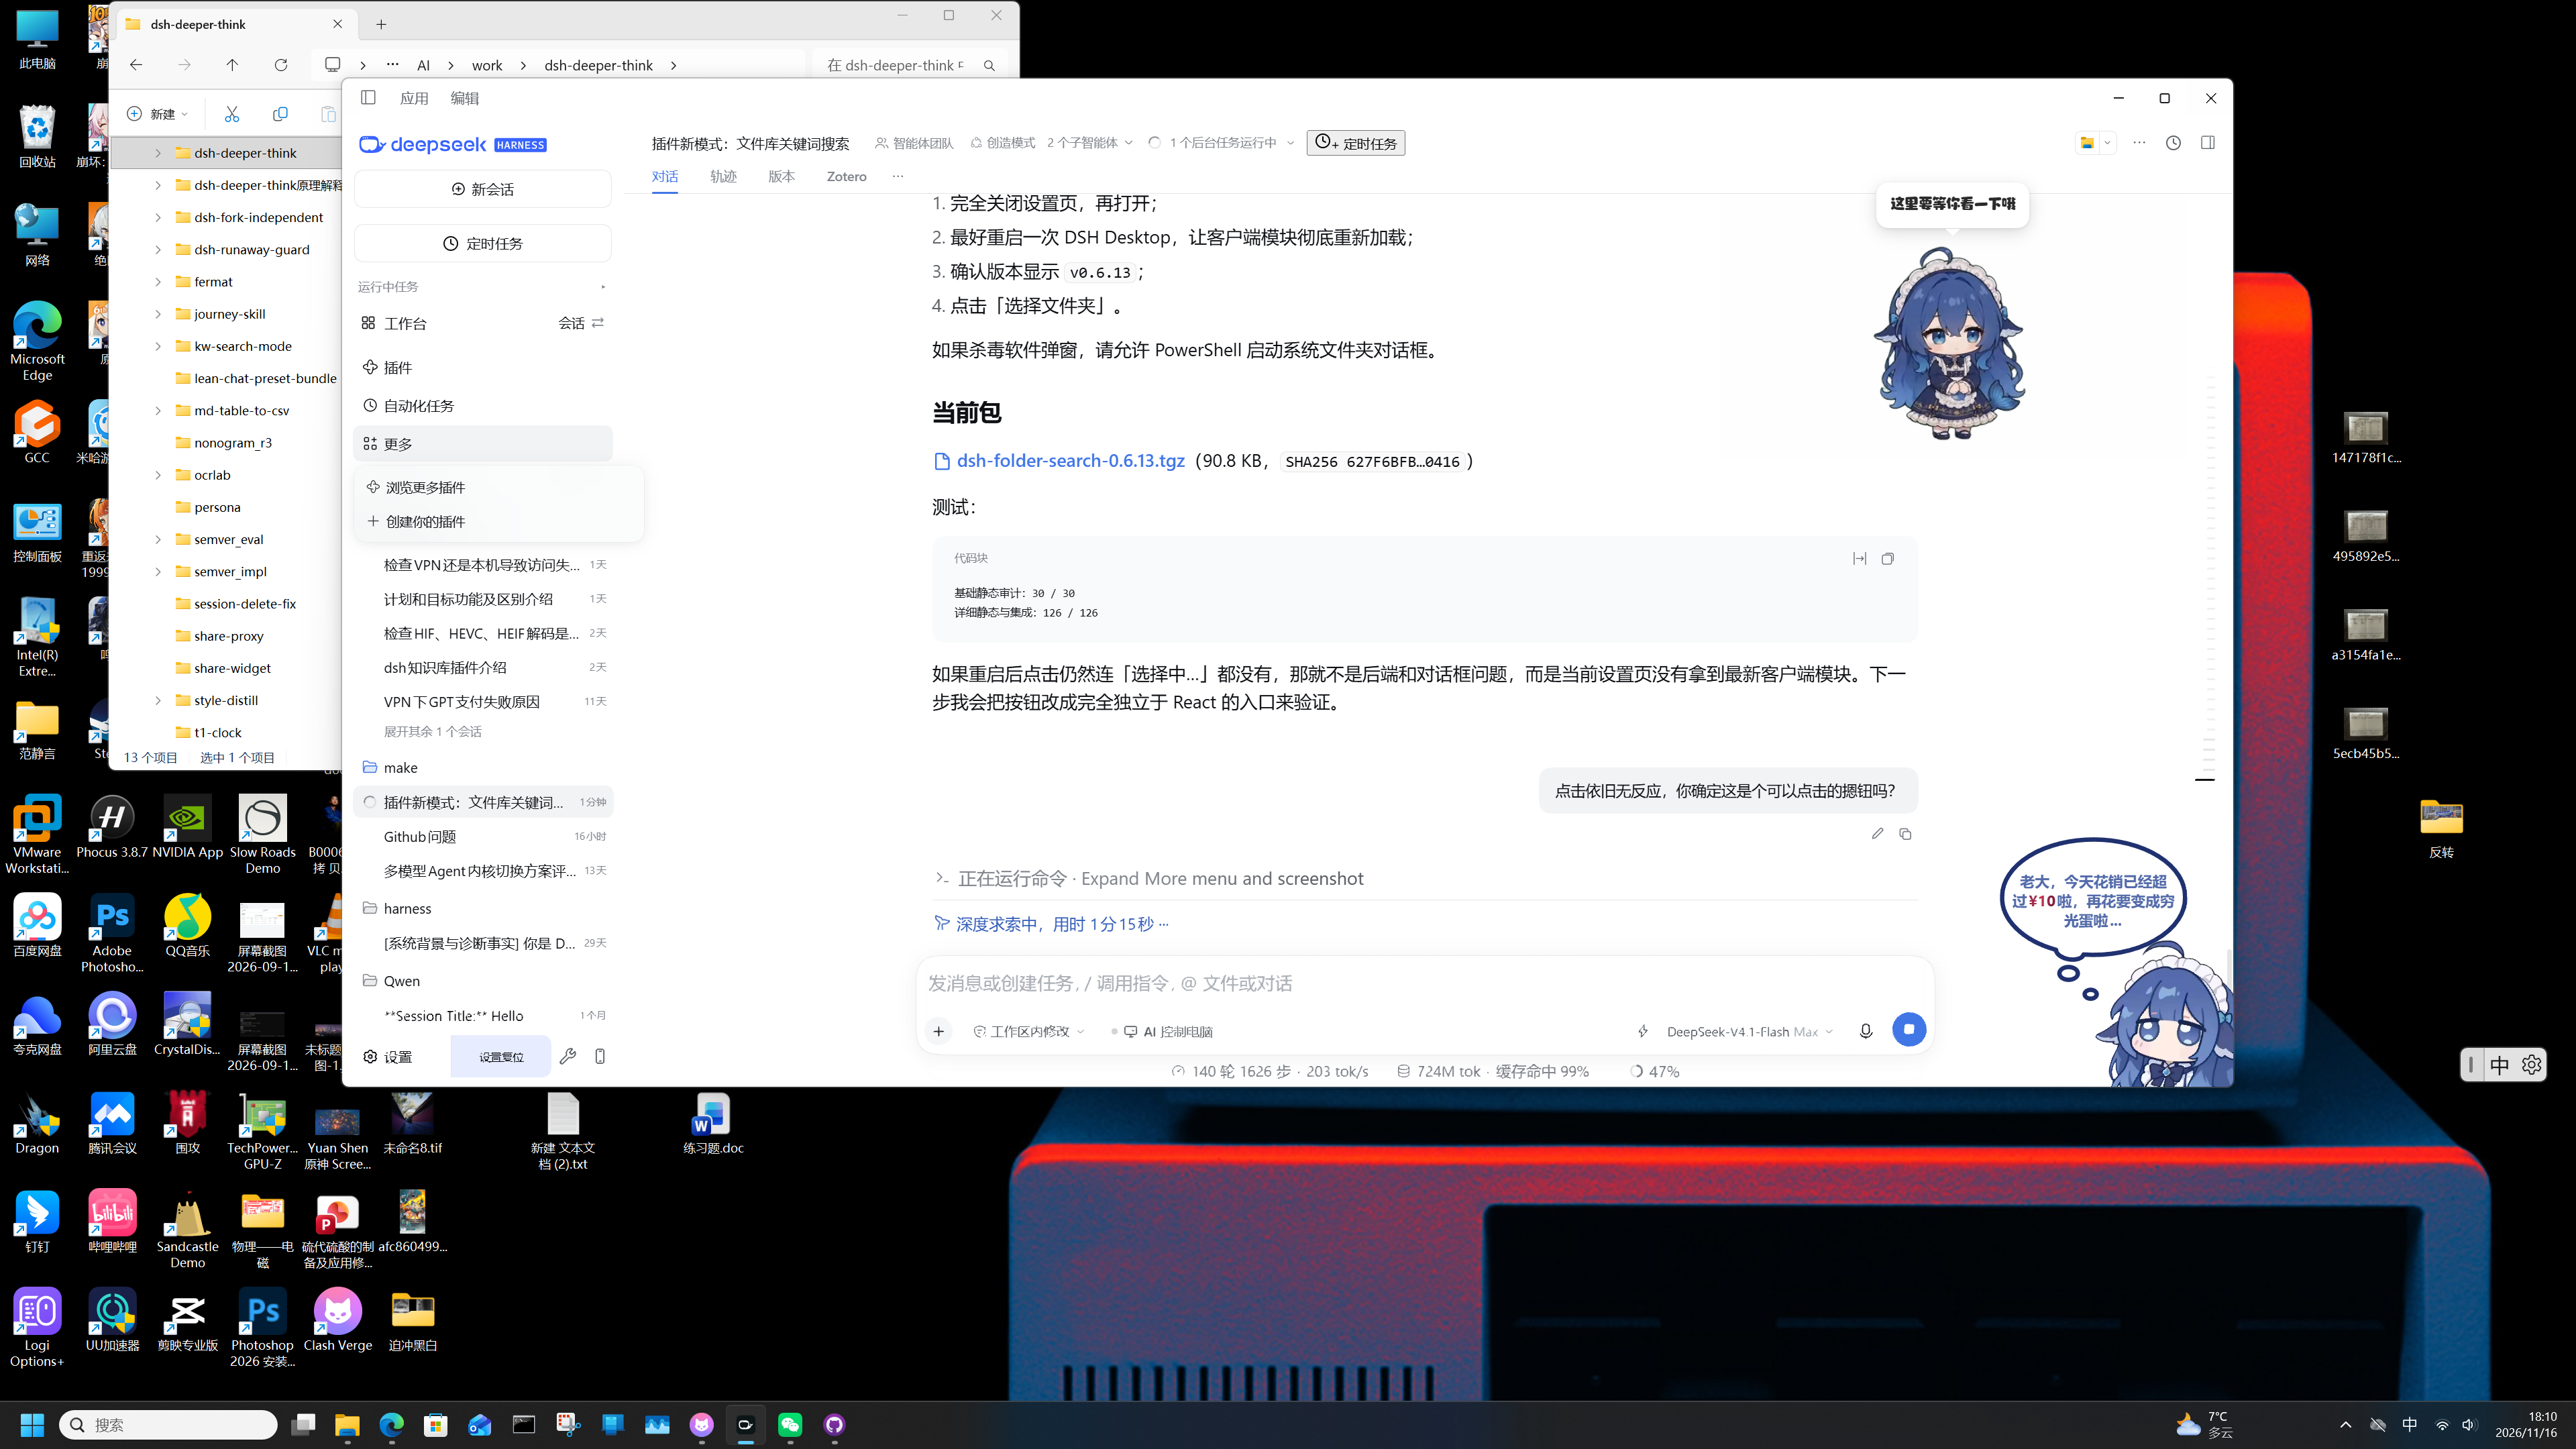 此电脑
回收站
网络
Microsoft
Edge
GCC
控制面板
Intel(R)
Extre...
范静言
VMware
Workstati...
Phocus 3.8.7
NVIDIA App
Slow Roads
Demo
百度网盘
Adobe
Photosho...
QQ音乐
屏幕截图
2026-09-1...
夸克网盘
阿里云盘
CrystalDis...
屏幕截图
2026-09-1...
Dragon
腾讯会议
围攻
TechPower...
GPU-Z
Yuan Shen
原神 Scree...
未命名8.tif
新建 文本文
档 (2).txt
练习题.doc
钉钉
哔哩哔哩
Sandcastle
Demo
物理——电
磁
硫代硫酸的制
备及应用修...
afc860499...
Logi
Options+
UU加速器
剪映专业版
Photoshop
2026 安装...
Clash Verge
迫冲黑白
147178f1c...
495892e5...
a3154fa1e...
5ecb45b5...
反转
dsh-deeper-think
AI
work
dsh-deeper-think
在 dsh-deeper-think
新建
dsh-deeper-think
dsh-deeper-think原理解释
dsh-fork-independent
dsh-runaway-guard
fermat
journey-skill
kw-search-mode
lean-chat-preset-bundle
md-table-to-csv
nonogram_r3
ocrlab
persona
semver_eval
semver_impl
session-delete-fix
share-proxy
share-widget
style-distill
t1-clock
13 个项目
选中 1 个项目
应用
编辑
deepseek HARNESS
新会话
定时任务
运行中任务
工作台
会话
插件
自动化任务
更多
浏览更多插件
创建你的插件
检查VPN还是本机导致访问失... 1天
计划和目标功能及区别介绍 1天
检查HIF、HEVC、HEIF解码是... 2天
dsh知识库插件介绍 2天
VPN下GPT支付失败原因 11天
展开其余 1 个会话
make
插件新模式：文件库关键词... 1分钟
Github问题 16小时
多模型Agent内核切换方案评... 13天
harness
[系统背景与诊断事实] 你是 D... 29天
Qwen
**Session Title:** Hello 1个月
设置
设置复位
插件新模式：文件库关键词搜索
智能体团队
创造模式
2 个子智能体
1 个后台任务运行中
+ 定时任务
对话
轨迹
版本
Zotero
1. 完全关闭设置页，再打开；
2. 最好重启一次 DSH Desktop，让客户端模块彻底重新加载；
3. 确认版本显示 v0.6.13；
4. 点击「选择文件夹」。
如果杀毒软件弹窗，请允许 PowerShell 启动系统文件夹对话框。
当前包
dsh-folder-search-0.6.13.tgz（90.8 KB， SHA256 627F6BFB…0416）
测试：
代码块
基础静态审计：30 / 30
详细静态与集成：126 / 126
如果重启后点击仍然连「选择中...」都没有，那就不是后端和对话框问题，而是当前设置页没有拿到最新客户端模块。下一
步我会把按钮改成完全独立于 React 的入口来验证。
点击依旧无反应，你确定这是个可以点击的摁钮吗？
正在运行命令 · Expand More menu and screenshot
深度求索中，用时 1分15秒 ···
发消息或创建任务，/ 调用指令，@ 文件或对话
工作区内修改
AI 控制电脑
DeepSeek-V4.1-Flash Max
140 轮 1626 步 · 203 tok/s
724M tok · 缓存命中 99%
47%
这里要等你看一下哦
老大，今天花销已经超
过¥10啦，再花要变成穷
光蛋啦...
中
搜索
7°C
多云
中
18:10
2026/11/16